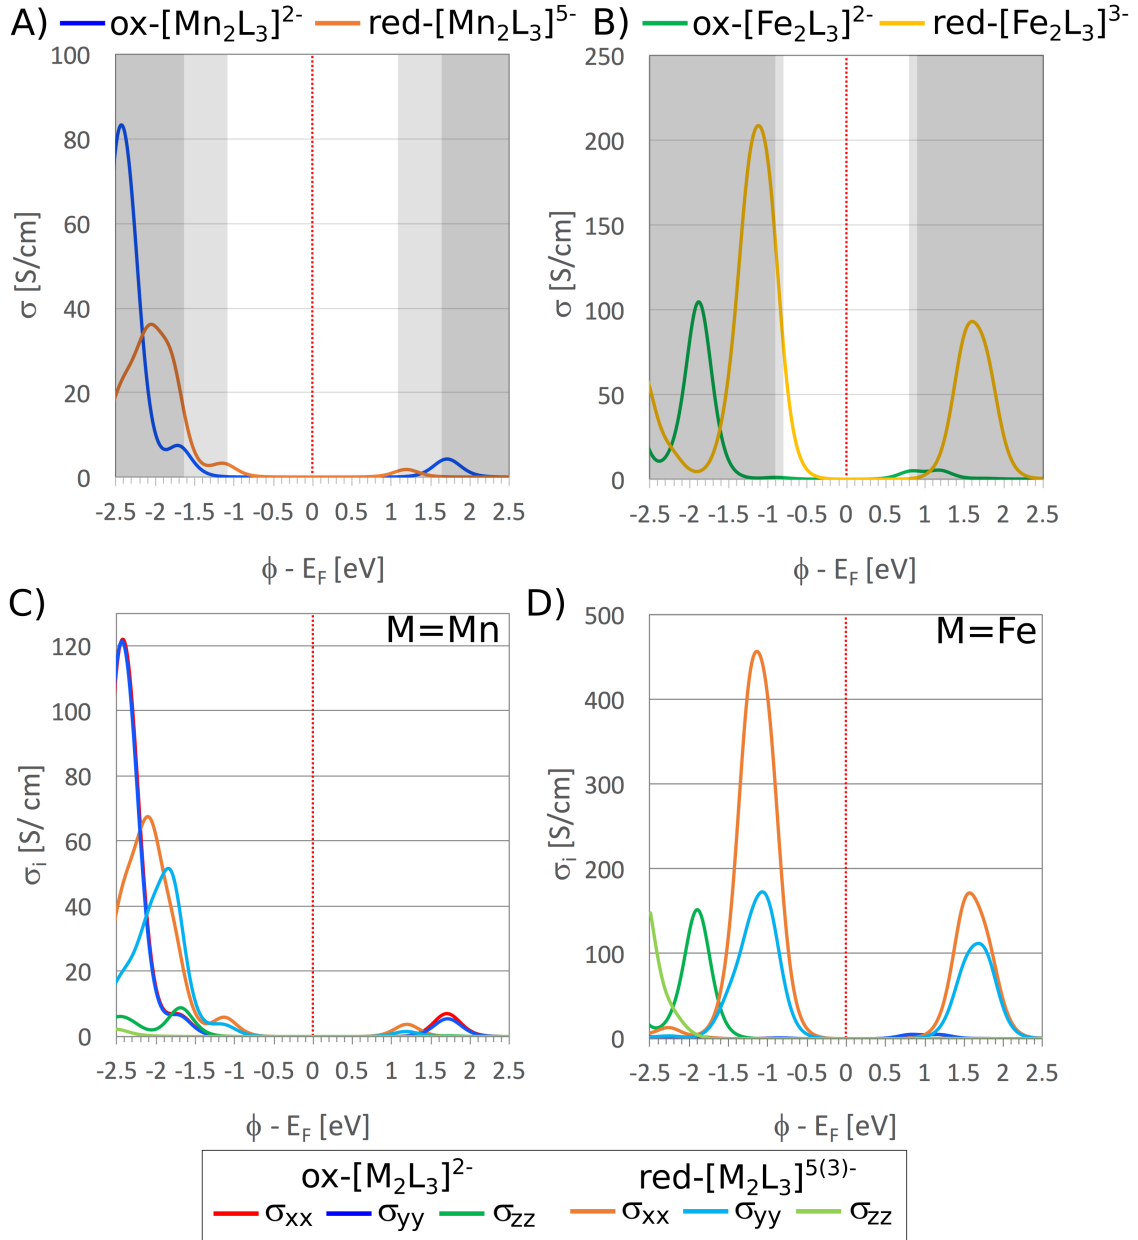 A) ox-[Mn₂L₃]²⁻ red-[Mn₂L₃]⁵⁻
B) ox-[Fe₂L₃]²⁻ red-[Fe₂L₃]³⁻
100
80
60
40
20
0
σ [S/cm]
-2.5 -2 -1.5 -1 -0.5 0 0.5 1 1.5 2 2.5
ϕ - E_F [eV]
250
200
150
100
50
0
σ [S/cm]
-2.5 -2 -1.5 -1 -0.5 0 0.5 1 1.5 2 2.5
ϕ - E_F [eV]
C)
M=Mn
120
100
80
60
40
20
0
σᵢ [S/ cm]
-2.5 -2 -1.5 -1 -0.5 0 0.5 1 1.5 2 2.5
ϕ - E_F [eV]
D)
M=Fe
500
400
300
200
100
0
σᵢ [S/cm]
-2.5 -2 -1.5 -1 -0.5 0 0.5 1 1.5 2 2.5
ϕ - E_F [eV]
ox-[M₂L₃]²⁻ red-[M₂L₃]⁵⁽³⁾⁻
σxx σyy σzz σxx σyy σzz